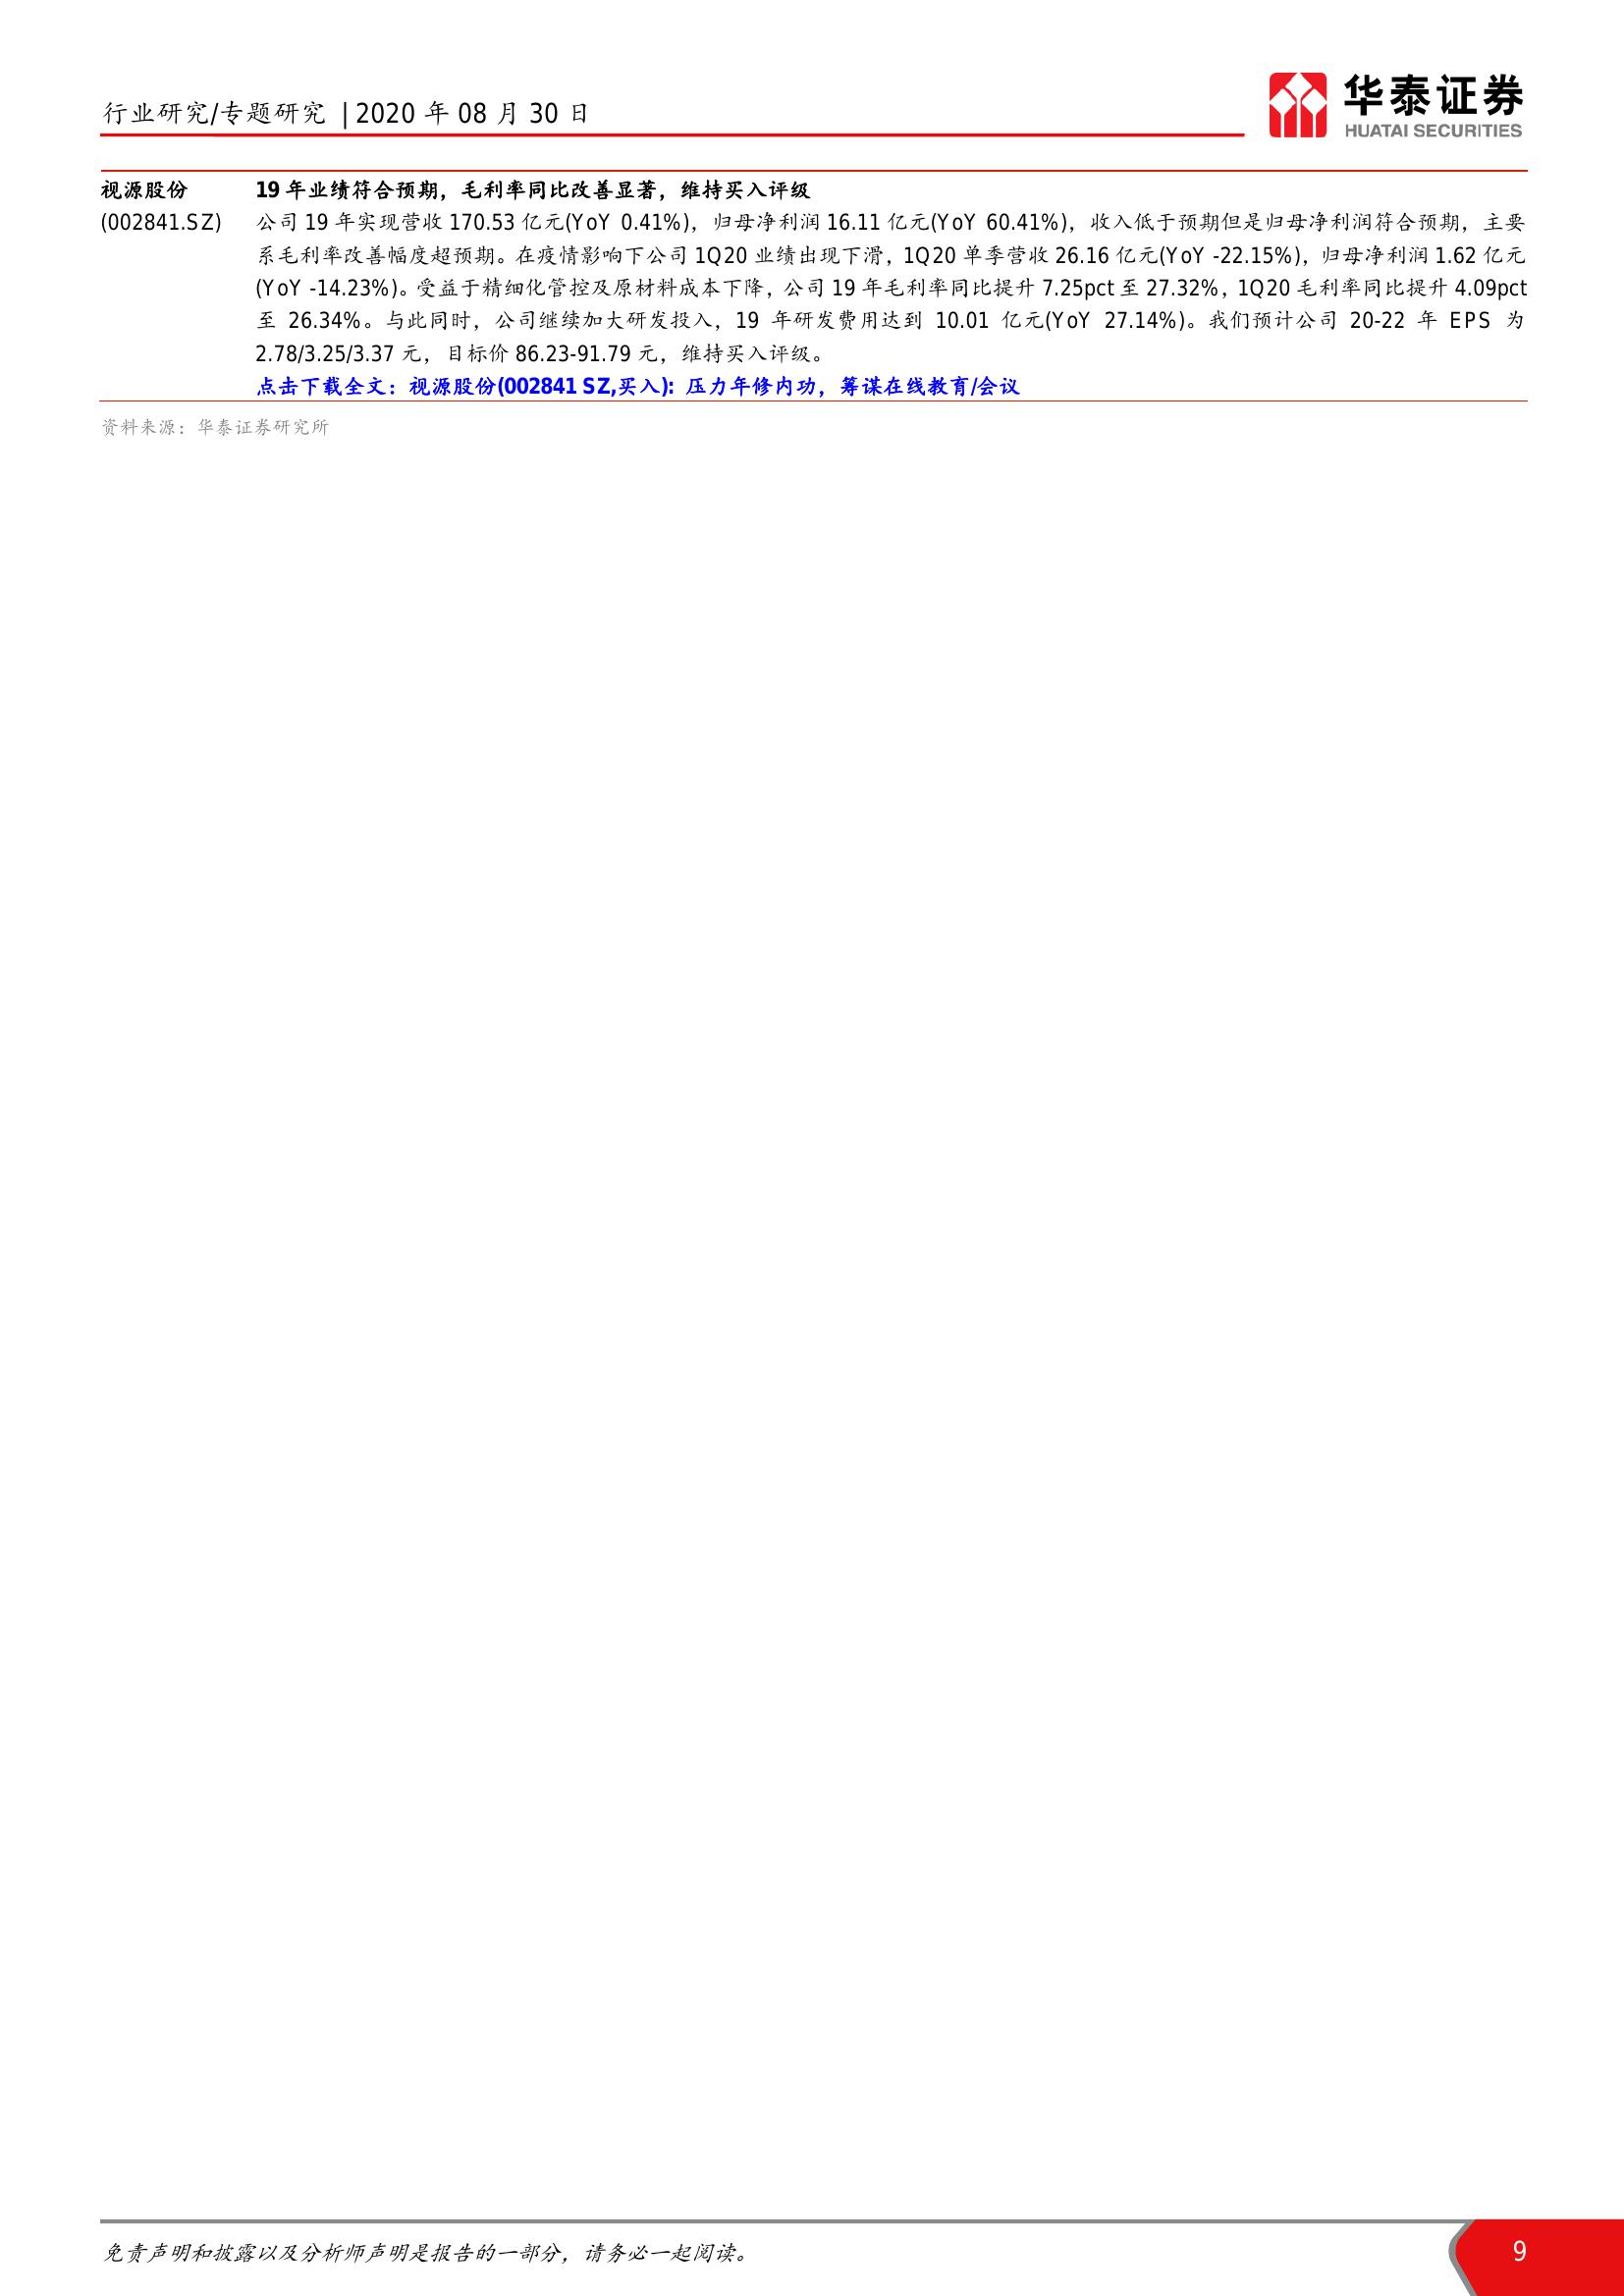 行业研究/专题研究 | 2020 年 08 月 30 日
华泰证券
HUATAI SECURITIES
视源股份
(002841.SZ)
19 年业绩符合预期，毛利率同比改善显著，维持买入评级
公司 19 年实现营收 170.53 亿元(YoY 0.41%)，归母净利润 16.11 亿元(YoY 60.41%)，收入低于预期但是归母净利润符合预期，主要
系毛利率改善幅度超预期。在疫情影响下公司 1Q20 业绩出现下滑，1Q20 单季营收 26.16 亿元(YoY -22.15%)，归母净利润 1.62 亿元
(YoY -14.23%)。受益于精细化管控及原材料成本下降，公司 19 年毛利率同比提升 7.25pct 至 27.32%，1Q20 毛利率同比提升 4.09pct
至 26.34%。与此同时，公司继续加大研发投入，19 年研发费用达到 10.01 亿元(YoY 27.14%)。我们预计公司 20-22 年 EPS 为
2.78/3.25/3.37 元，目标价 86.23-91.79 元，维持买入评级。
点击下载全文：视源股份(002841 SZ,买入): 压力年修内功，筹谋在线教育/会议
资料来源：华泰证券研究所
免责声明和披露以及分析师声明是报告的一部分，请务必一起阅读。
9